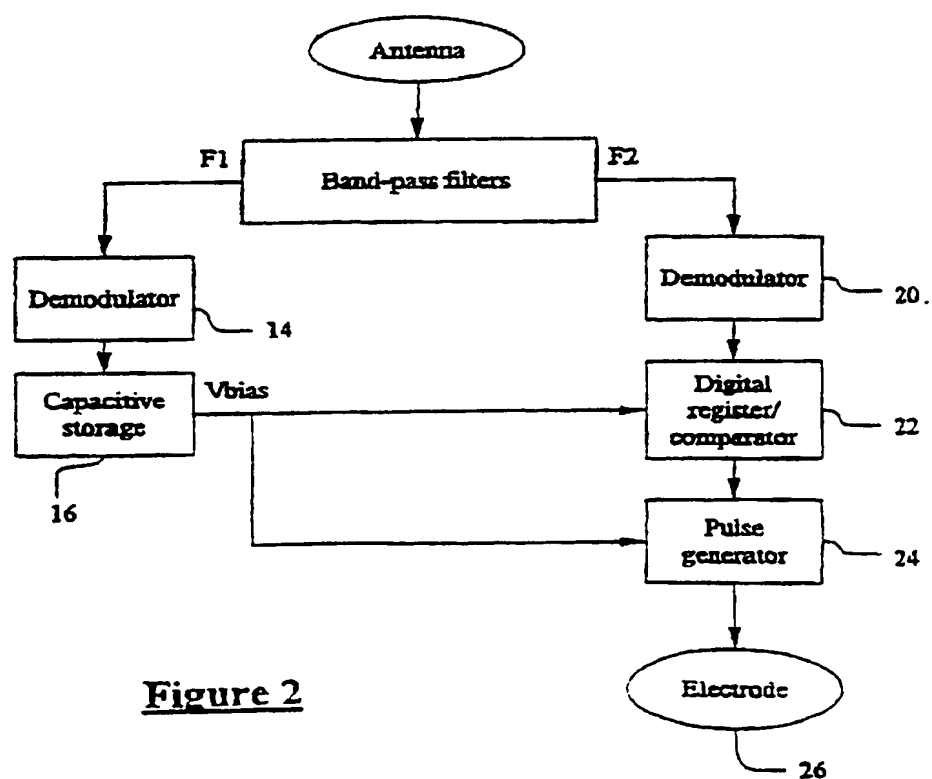 Antenna
F1
F2
Band-pass filters
Demodulator
14
Demodulator
20.
Capacitive
storage
16
Vbias
Digital
register/
comparator
22
Pulse
generator
24
Electrode
26
Figure 2